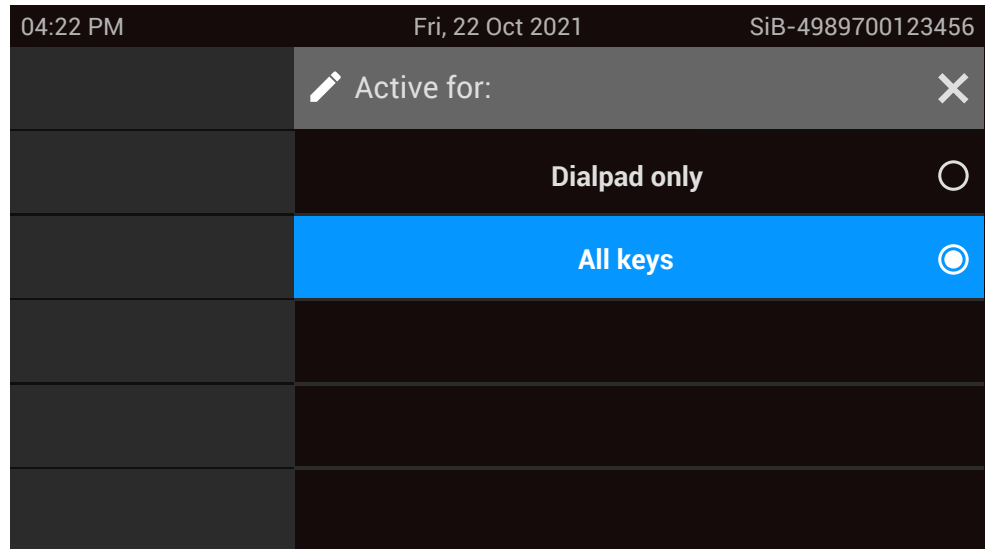 04:22 PM Fri, 22 Oct 2021 SiB-4989700123456
Active for:
Dialpad only
All keys